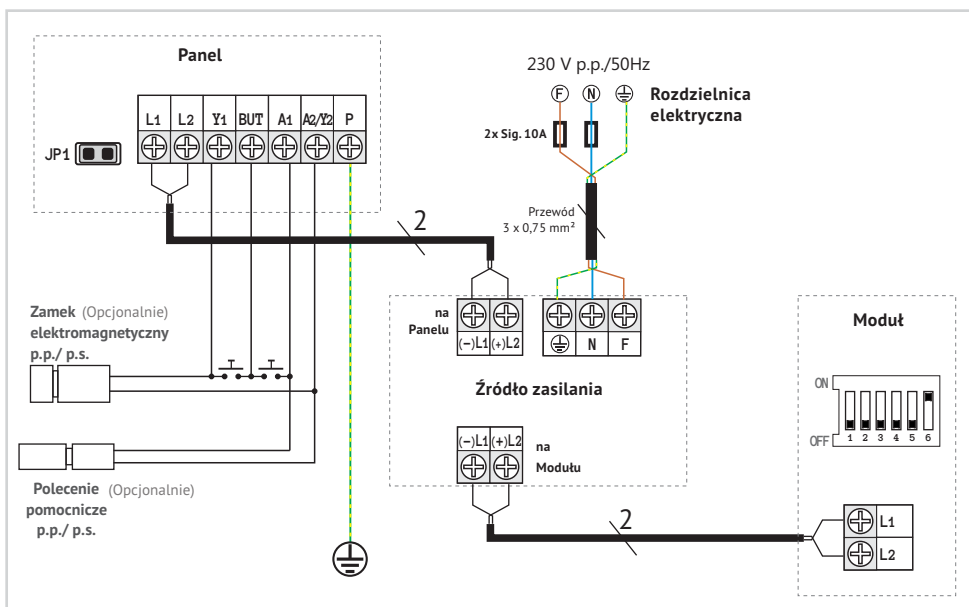 Panel
L1 L2 Y1 BUT A1 A2/Y2 P
JP1
230 V p.p./50Hz
F N
Rozdzielnica
elektryczna
2x Sig. 10A
Przewód
3 x 0,75 mm²
2
Zamek (Opcjonalnie)
elektromagnetyczny
p.p./ p.s.
Polecenie (Opcjonalnie)
pomocnicze
p.p./ p.s.
na
Panelu
(-)L1 (+)L2
N F
Źródło zasilania
(-)L1 (+)L2
na
Modułu
2
Moduł
ON
OFF
1 2 3 4 5 6
L1
L2